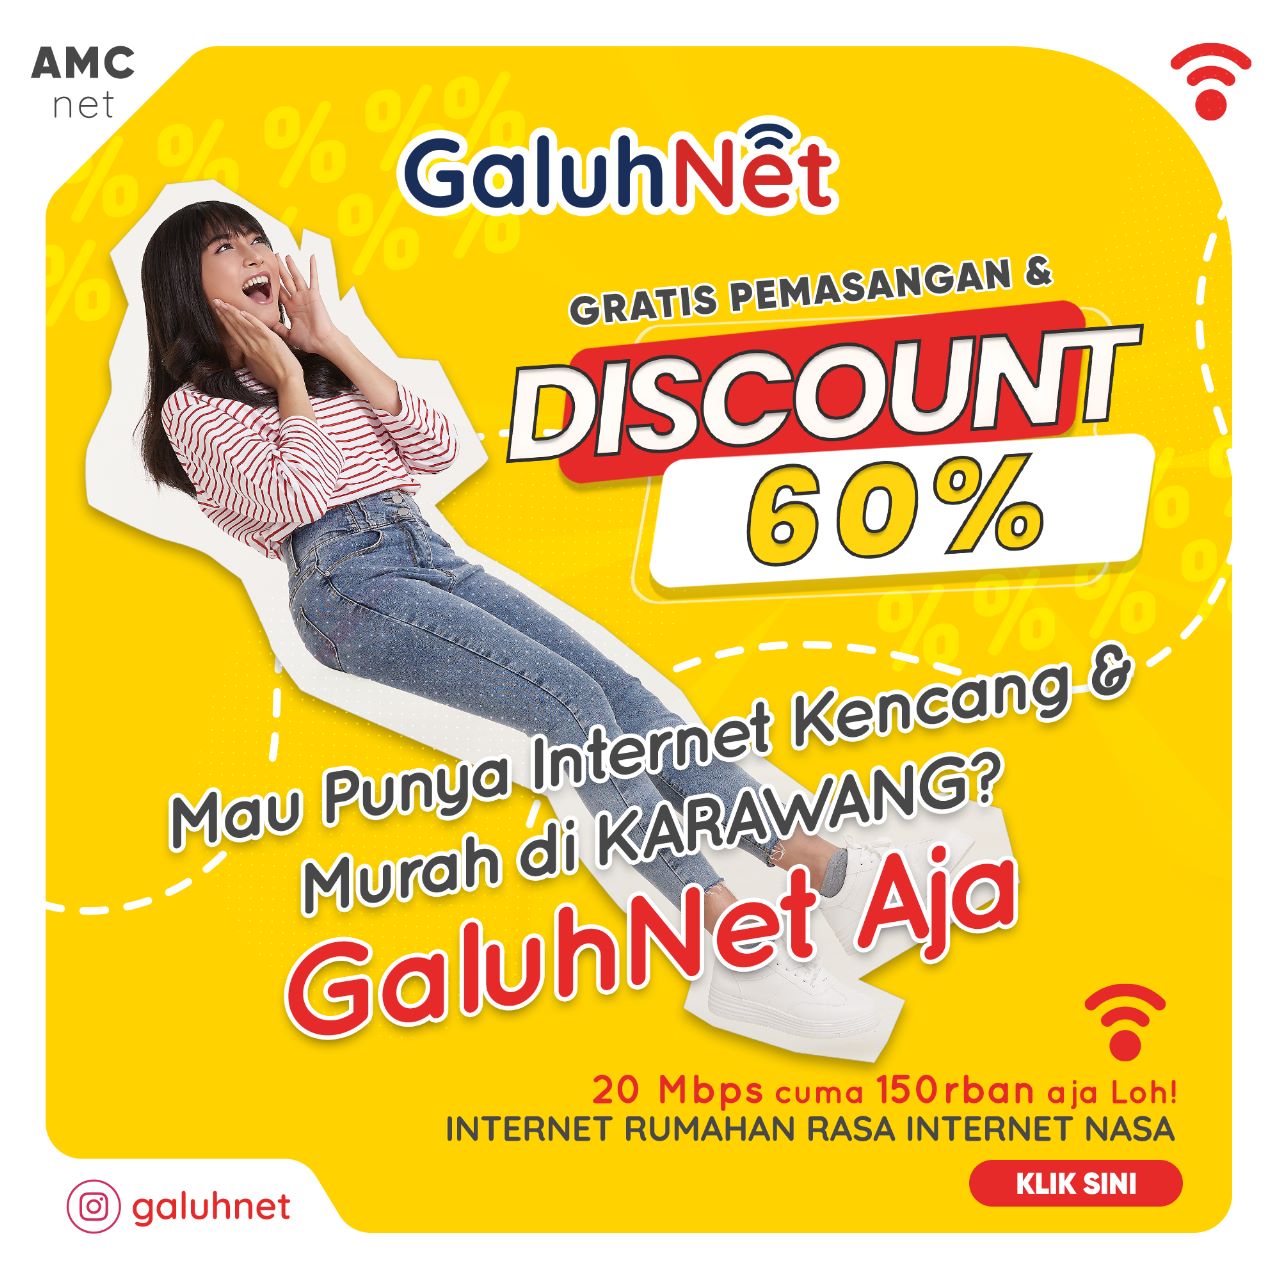 AMC
net
GaluhNet
GRATIS PEMASANGAN &
DISCOUNT
60%
Mau Punya Internet Kencang &
Murah di KARAWANG?
GaluhNet Aja
20 Mbps cuma 150rban aja Loh!
INTERNET RUMAHAN RASA INTERNET NASA
KLIK SINI
galuhnet